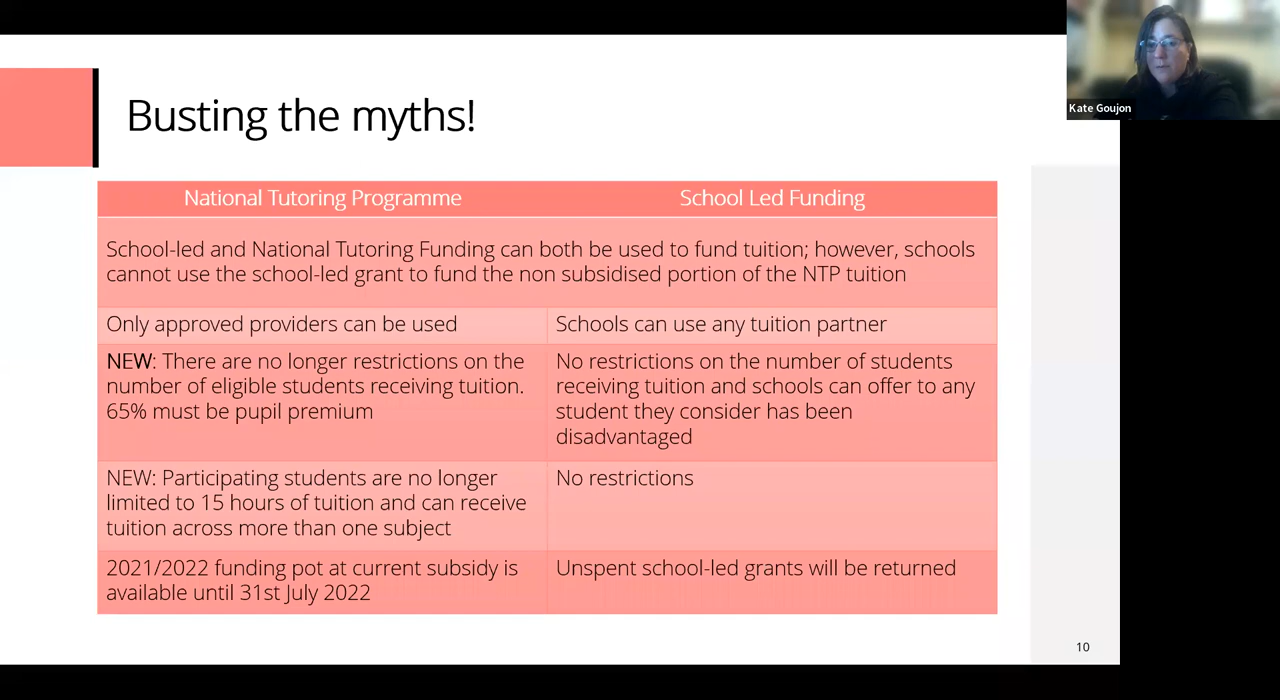 Kate Goujon
Busting the myths!
National Tutoring Programme
School Led Funding
School-led and National Tutoring Funding can both be used to fund tuition; however, schools
cannot use the school-led grant to fund the non subsidised portion of the NTP tuition
Only approved providers can be used
Schools can use any tuition partner
NEW: There are no longer restrictions on the
number of eligible students receiving tuition.
65% must be pupil premium
No restrictions on the number of students
receiving tuition and schools can offer to any
student they consider has been
disadvantaged
NEW: Participating students are no longer
limited to 15 hours of tuition and can receive
tuition across more than one subject
No restrictions
2021/2022 funding pot at current subsidy is
available until 31st July 2022
Unspent school-led grants will be returned
10